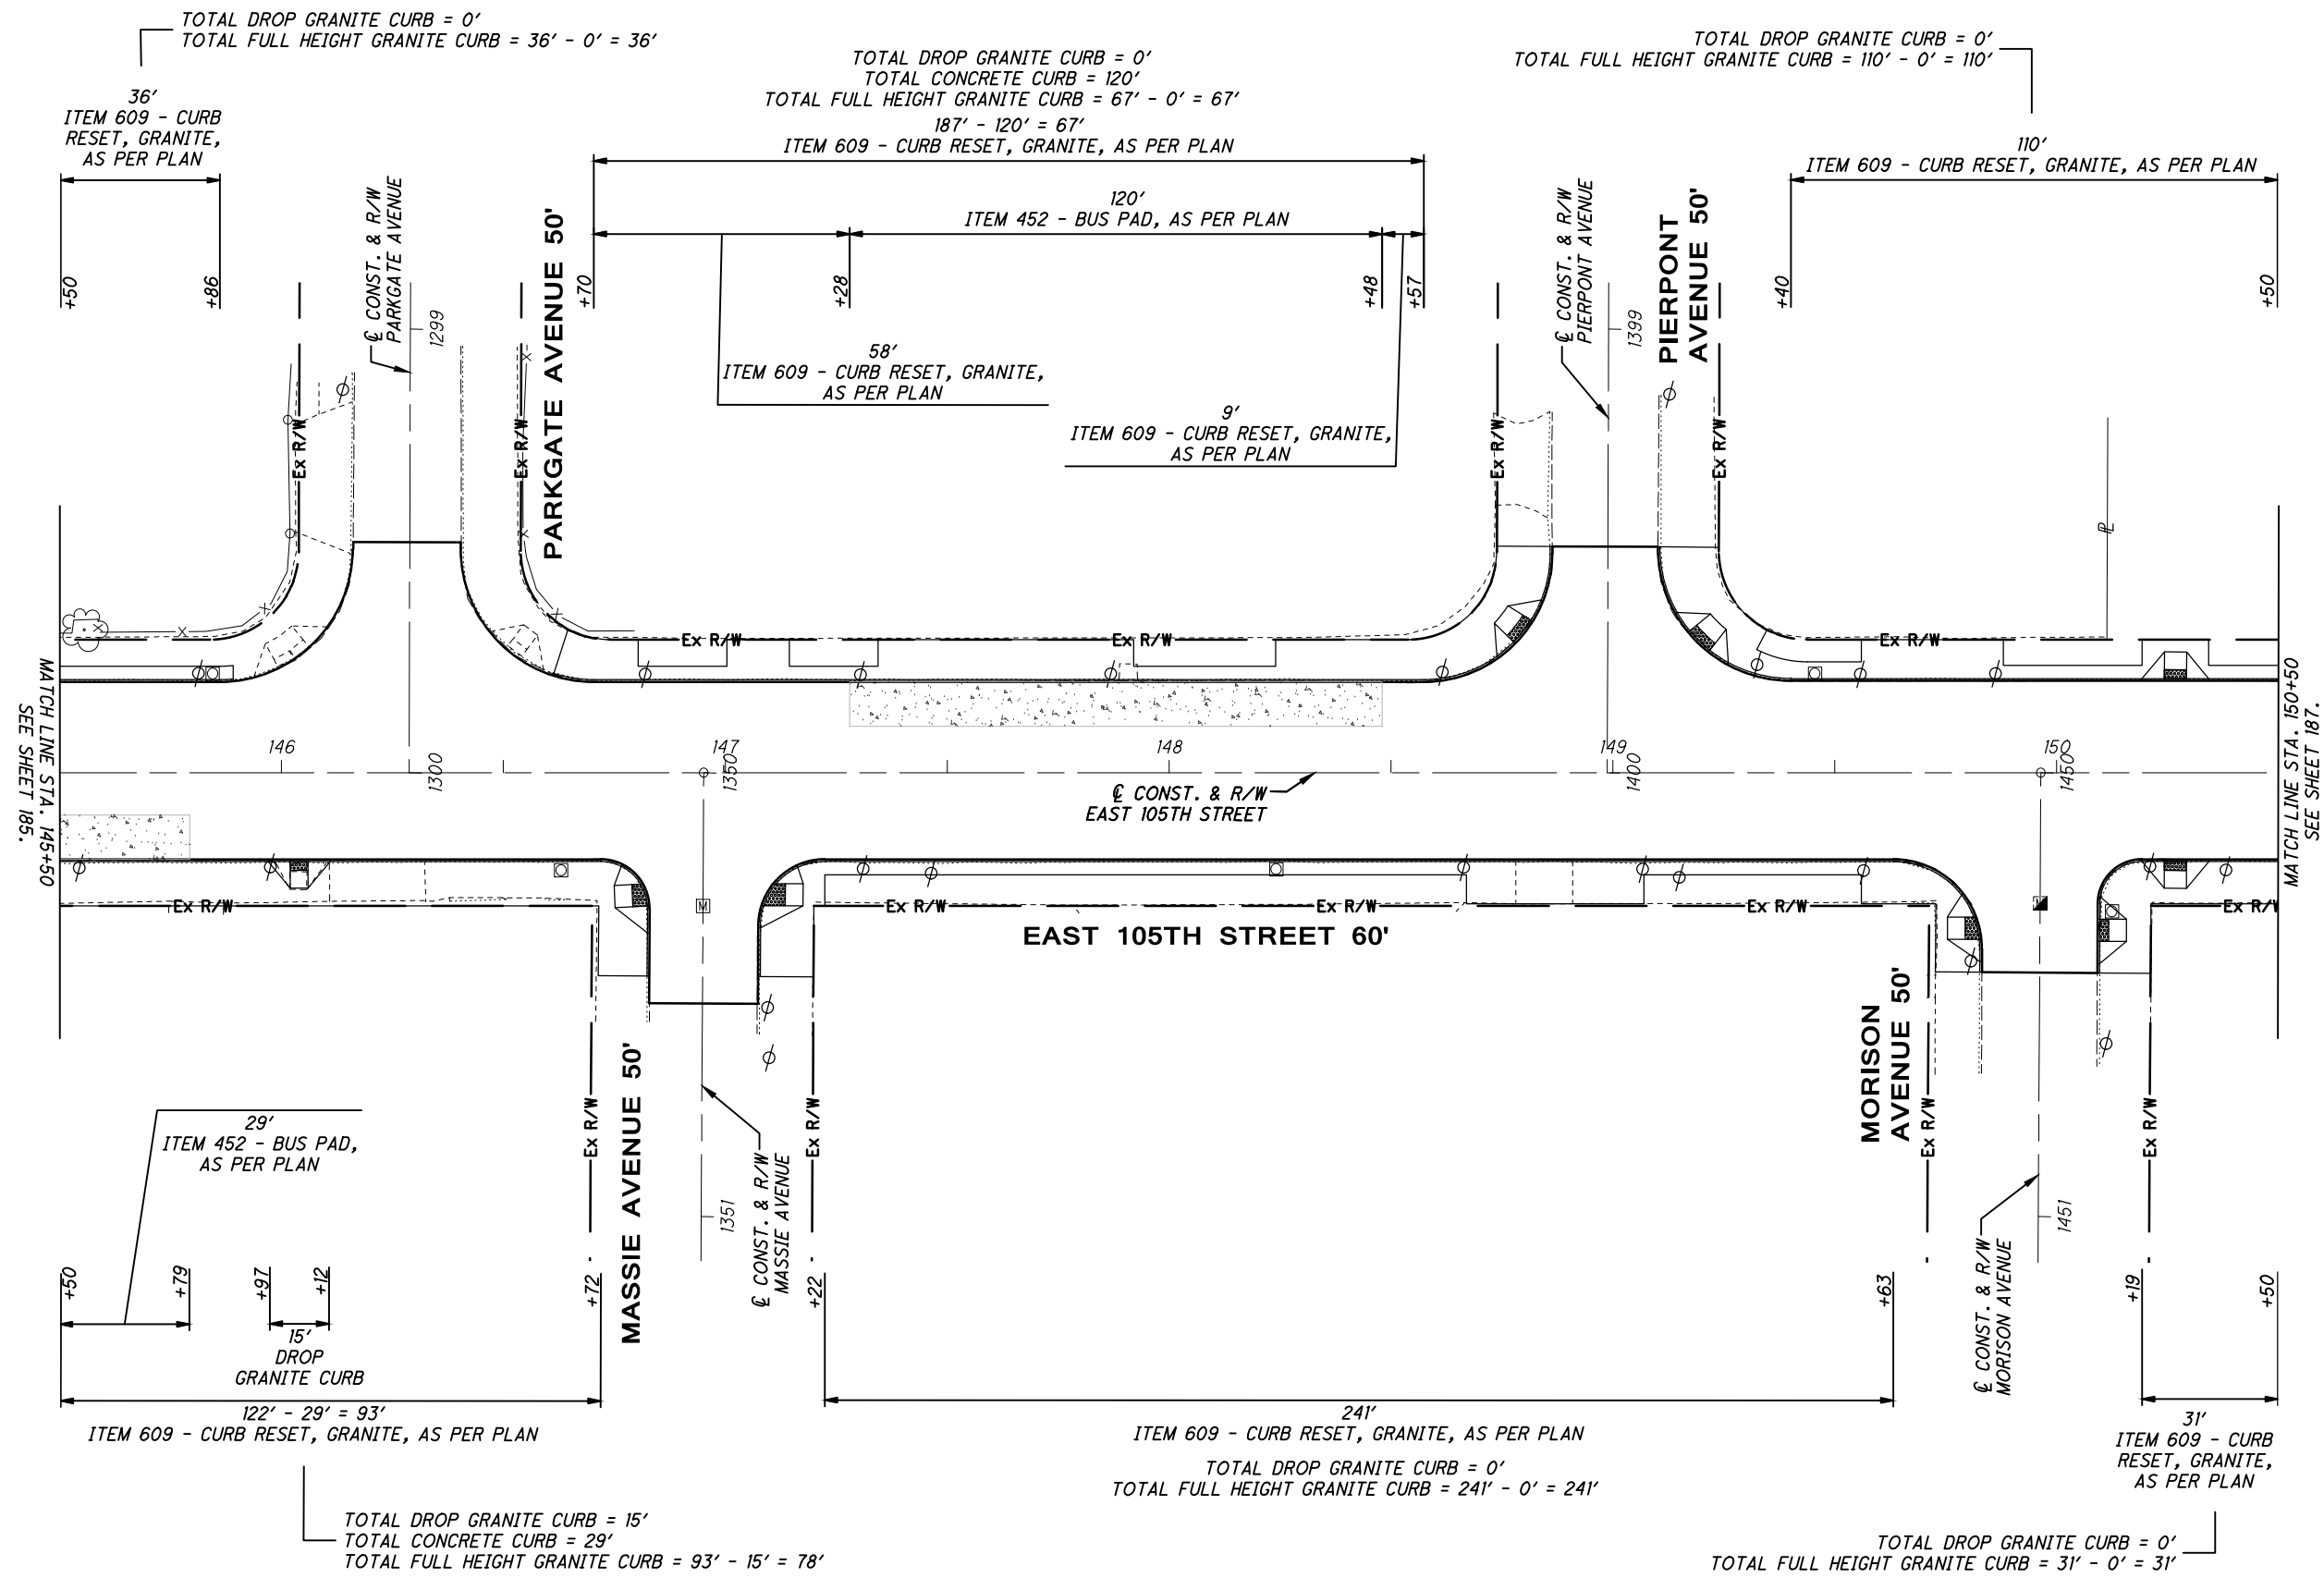 TOTAL DROP GRANITE CURB = 0'
TOTAL FULL HEIGHT GRANITE CURB = 36' - 0' = 36'
36'
ITEM 609 - CURB
RESET, GRANITE,
AS PER PLAN
TOTAL DROP GRANITE CURB = 0'
TOTAL CONCRETE CURB = 120'
TOTAL FULL HEIGHT GRANITE CURB = 67' - 0' = 67'
187' - 120' = 67'
ITEM 609 - CURB RESET, GRANITE, AS PER PLAN
120'
ITEM 452 - BUS PAD, AS PER PLAN
TOTAL DROP GRANITE CURB = 0'
TOTAL FULL HEIGHT GRANITE CURB = 110' - 0' = 110'
110'
ITEM 609 - CURB RESET, GRANITE, AS PER PLAN
+50
+86
℄ CONST. & R/W
PARKGATE AVENUE
1299
PARKGATE AVENUE 50'
+70
+28
+48
+57
58'
ITEM 609 - CURB RESET, GRANITE,
AS PER PLAN
9'
ITEM 609 - CURB RESET, GRANITE,
AS PER PLAN
℄ CONST. & R/W
PIERPONT AVENUE
1399
PIERPONT
AVENUE 50'
+40
+50
Ex R/W
Ex R/W
Ex R/W
Ex R/W
X
X
X
X
X
X
℄
Ex R/W
Ex R/W
Ex R/W
MATCH LINE STA. 145+50
SEE SHEET 185.
146
1300
147
1350
148
149
1400
150
1450
MATCH LINE STA. 150+50
SEE SHEET 187.
℄ CONST. & R/W
EAST 105TH STREET
Ex R/W
M
Ex R/W
Ex R/W
Ex R/W
Ex R/W
EAST 105TH STREET 60'
29'
ITEM 452 - BUS PAD,
AS PER PLAN
Ex R/W
MASSIE AVENUE 50'
1351
℄ CONST. & R/W
MASSIE AVENUE
Ex R/W
MORISON
AVENUE 50'
Ex R/W
℄ CONST. & R/W
MORISON AVENUE
1451
Ex R/W
+50
+79
+97
+12
+72
+22
+63
+19
+50
15'
DROP
GRANITE CURB
122' - 29' = 93'
ITEM 609 - CURB RESET, GRANITE, AS PER PLAN
TOTAL DROP GRANITE CURB = 15'
TOTAL CONCRETE CURB = 29'
TOTAL FULL HEIGHT GRANITE CURB = 93' - 15' = 78'
241'
ITEM 609 - CURB RESET, GRANITE, AS PER PLAN
TOTAL DROP GRANITE CURB = 0'
TOTAL FULL HEIGHT GRANITE CURB = 241' - 0' = 241'
31'
ITEM 609 - CURB
RESET, GRANITE,
AS PER PLAN
TOTAL DROP GRANITE CURB = 0'
TOTAL FULL HEIGHT GRANITE CURB = 31' - 0' = 31'